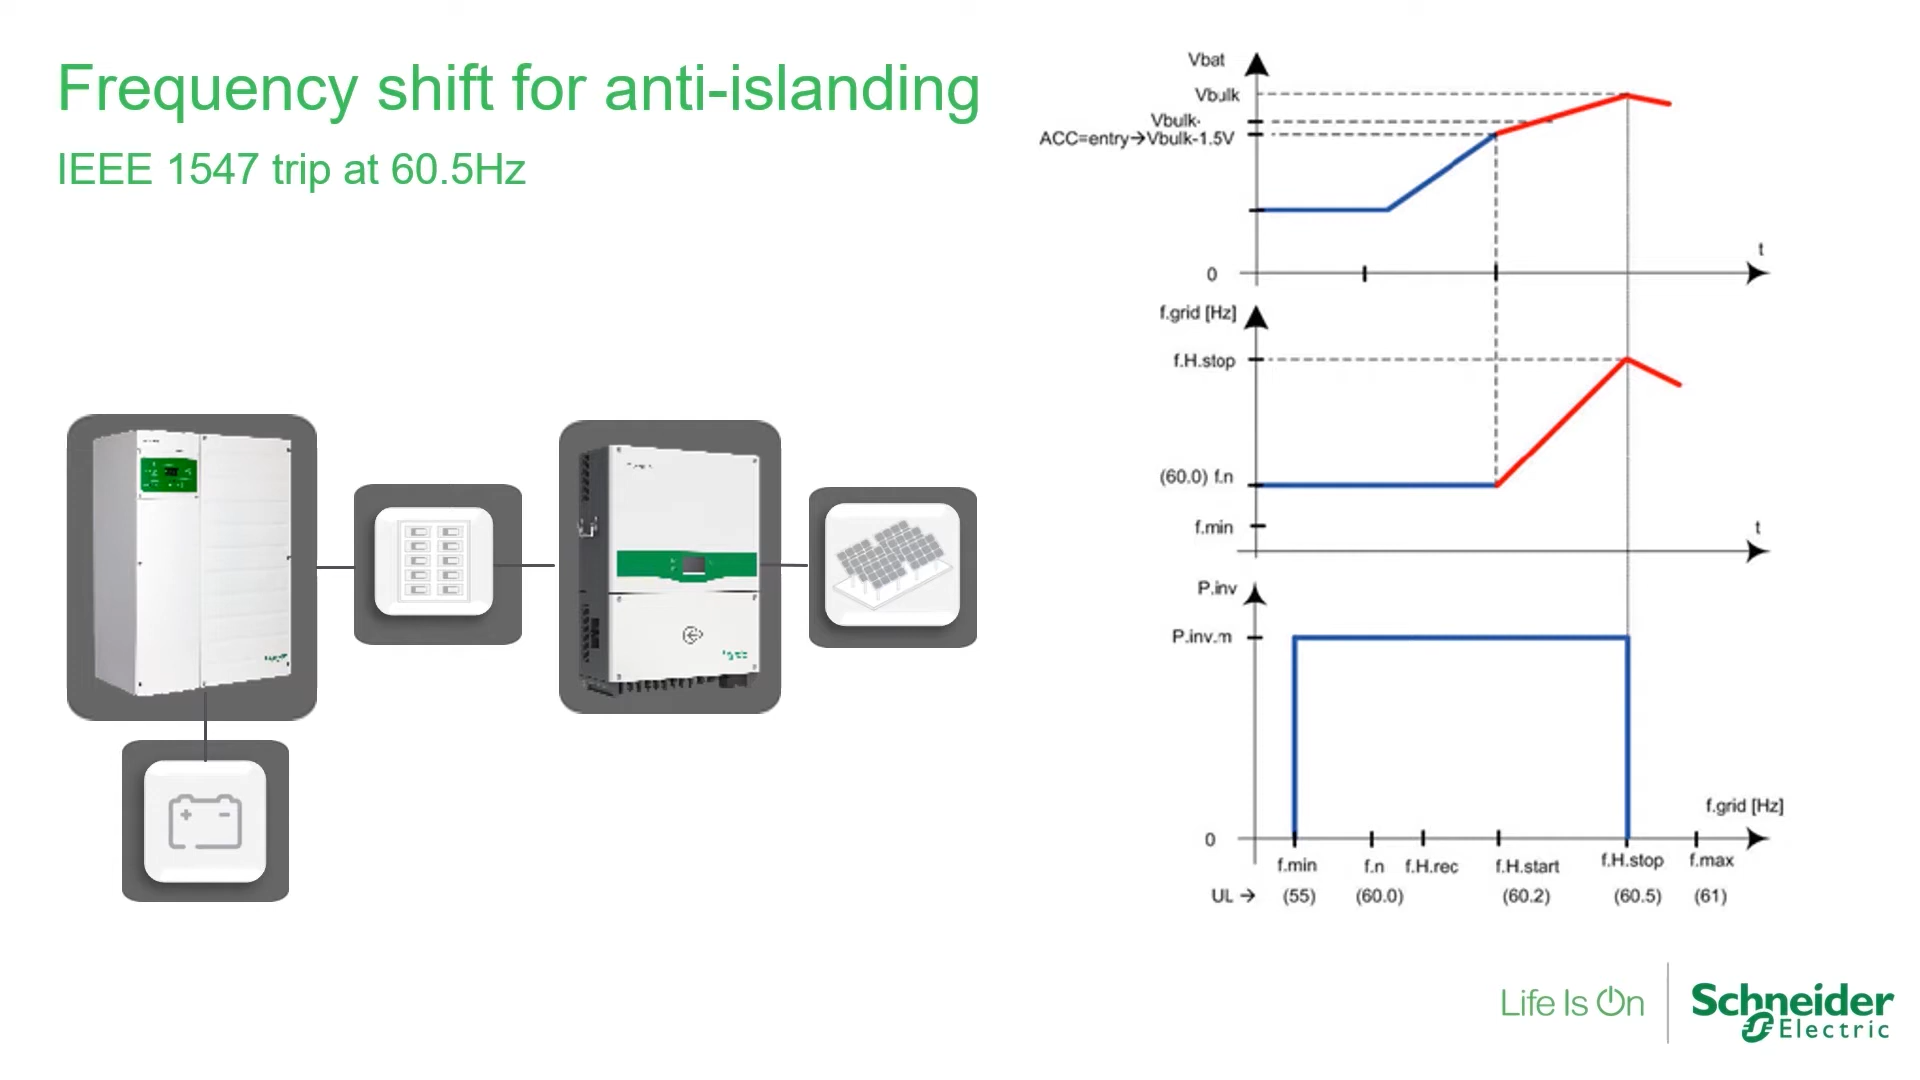 Frequency shift for anti-islanding
IEEE 1547 trip at 60.5Hz
Vbat
Vbulk
Vbulk-
ACC=entry→Vbulk-1.5V
0
t
f.grid [Hz]
f.H.stop
(60.0) f.n
f.min
t
P.inv
P.inv.m
0
f.grid [Hz]
f.min f.n f.H.rec f.H.start f.H.stop f.max
UL → (55) (60.0) (60.2) (60.5) (61)
Life Is On
Schneider
Electric